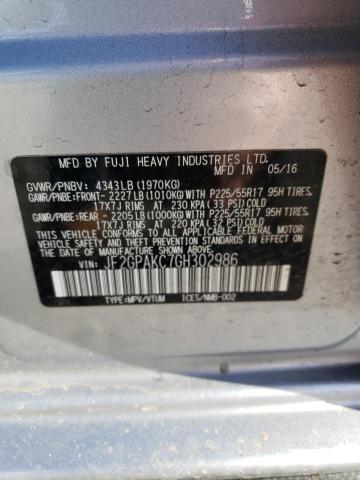 MFD. BY FUJI HEAVY INDUSTRIES LTD.
MFD IN 05/16
GVWR/PNBV: 4343LB (1970KG)
GAWR/PNBE:FRONT- 2227LB(1010KG)WITH P225/55R17 95H TIRES,
17X7J RIMS AT 230 KPA(33 PSI)COLD
GAWR/PNBE:REAR - 2205LB(1000KG)WITH P225/55R17 95H TIRES,
17X7J RIMS AT 220 KPA(32 PSI)COLD
THIS VEHICLE CONFORMS TO ALL APPLICABLE FEDERAL MOTOR
VEHICLE SAFETY, BUMPER, AND THEFT PREVENTION STANDARDS
IN EFFECT ON THE DATE OF MANUFACTURE SHOWN ABOVE.
VIN: JF2GPAKC7GH302986
TYPE:MPV/VTUM ICES/NMB-002